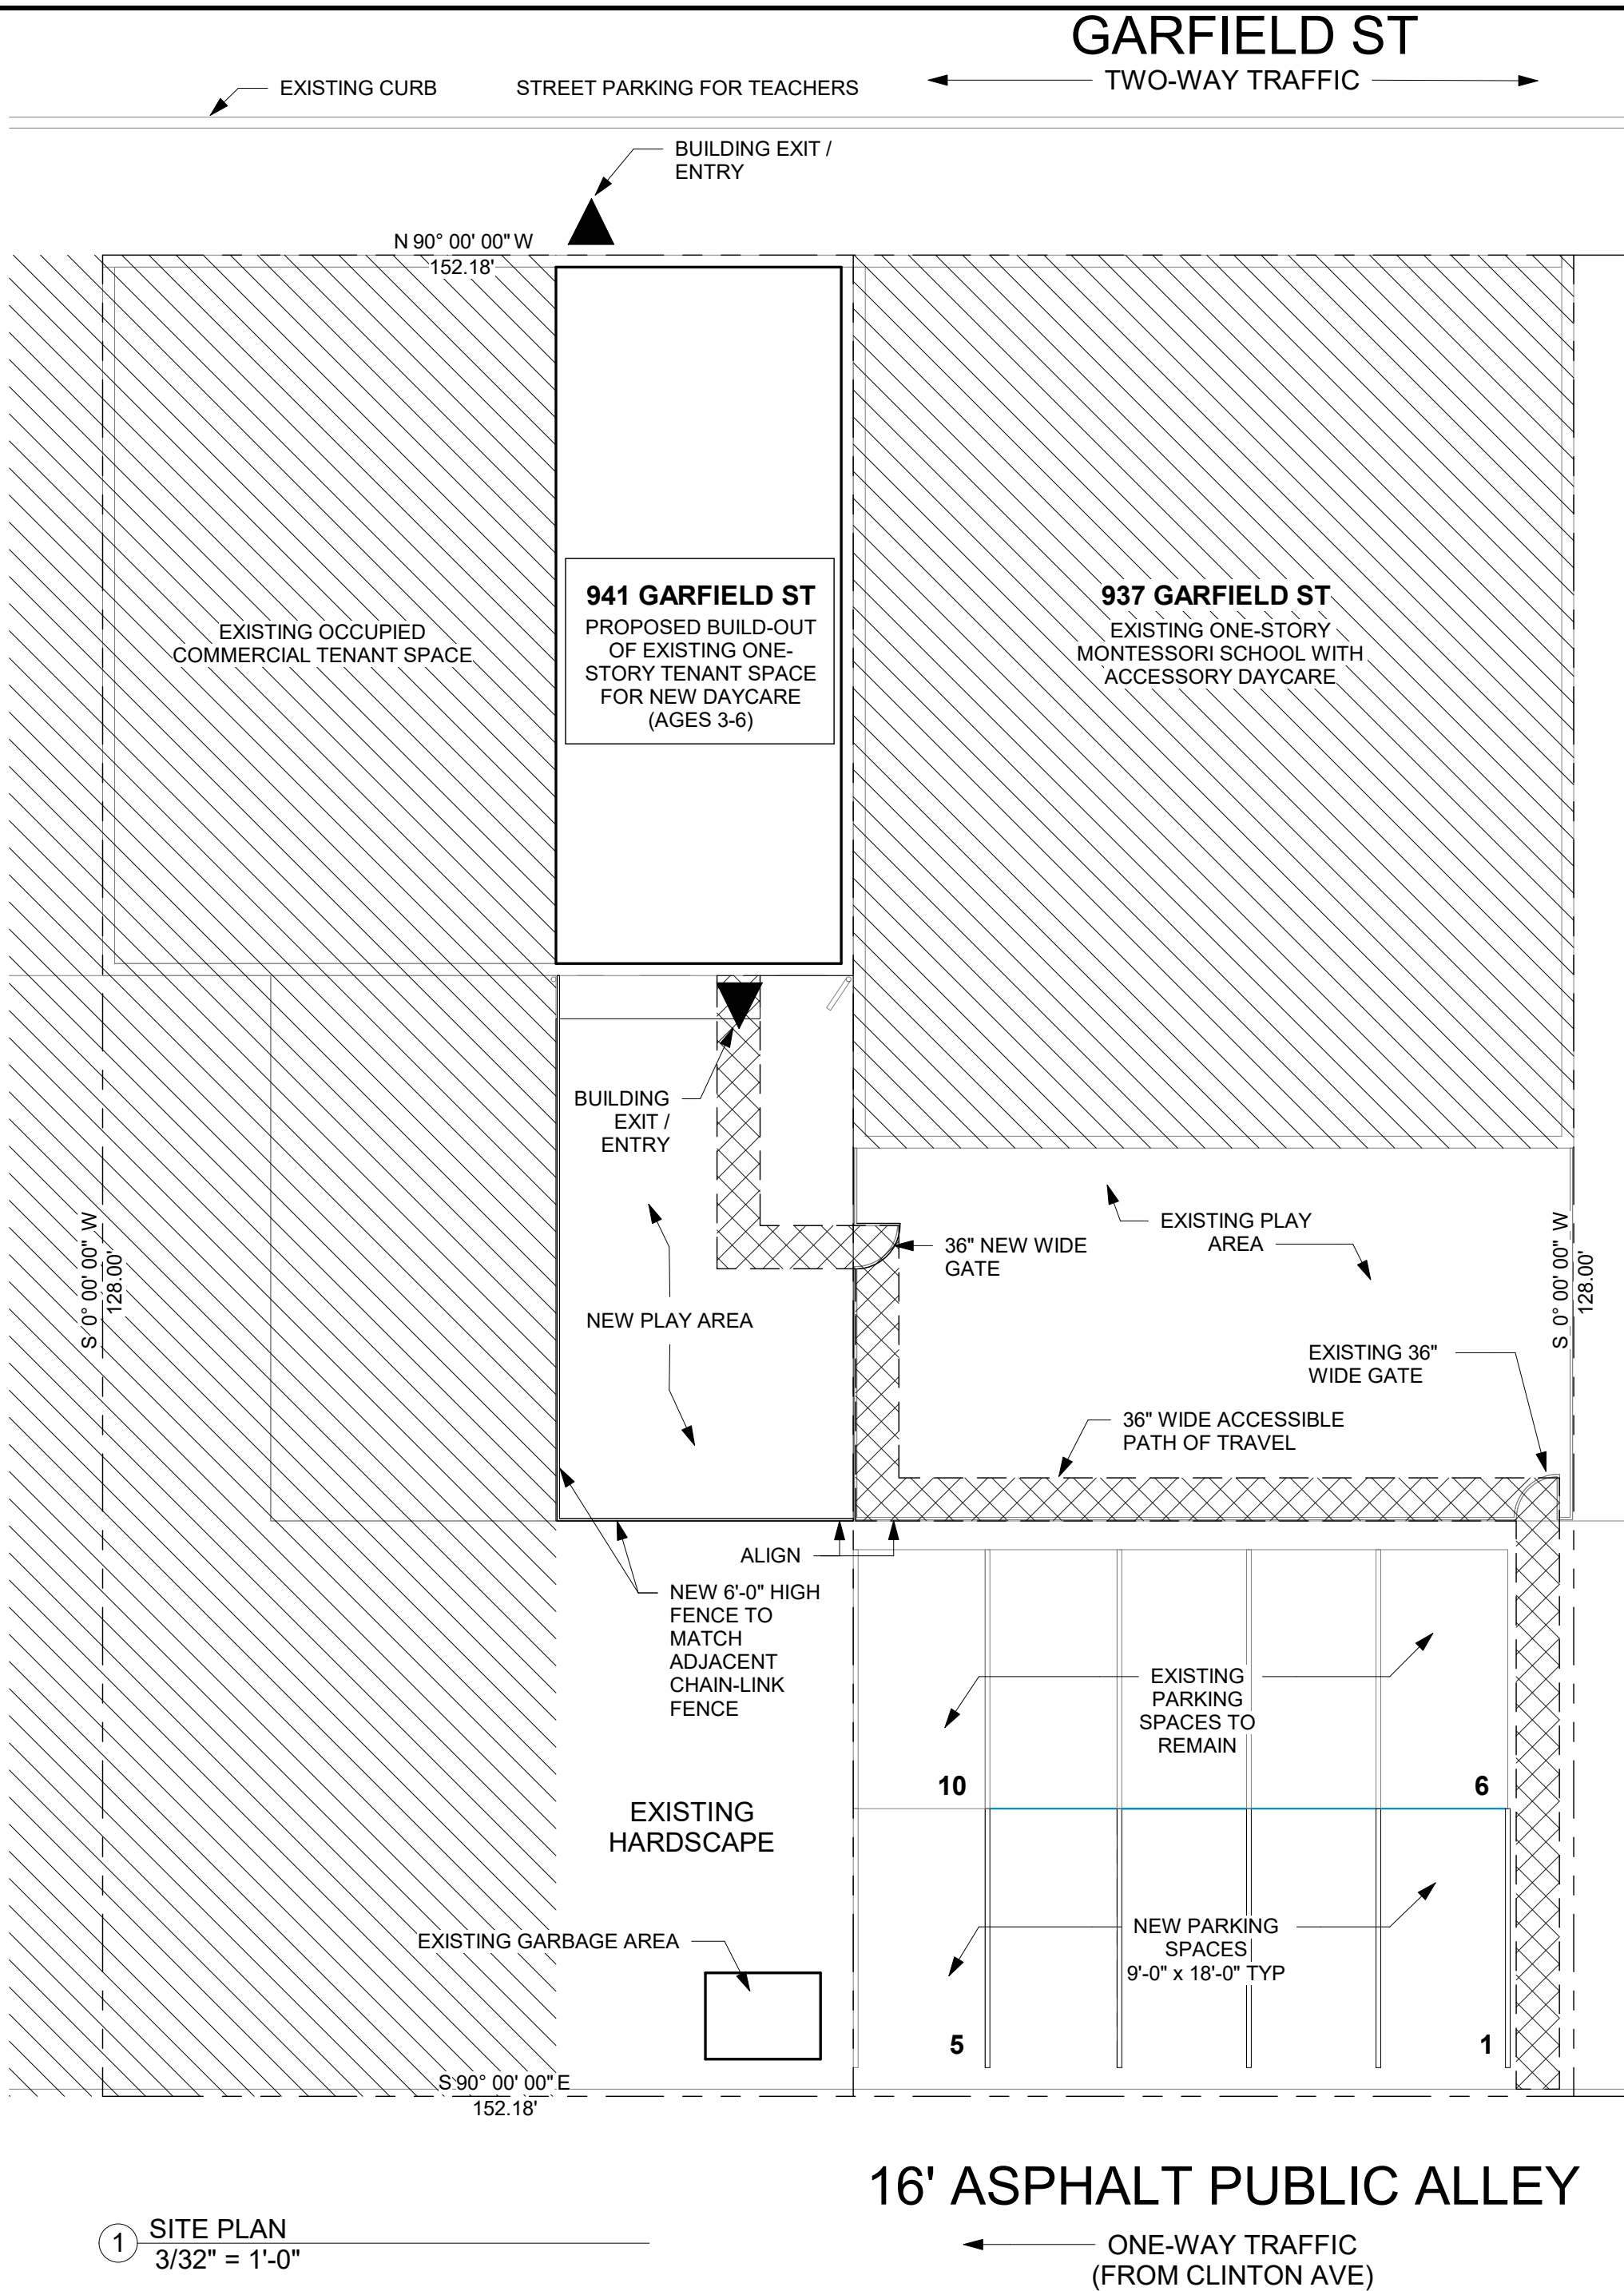 GARFIELD ST
TWO-WAY TRAFFIC
EXISTING CURB
STREET PARKING FOR TEACHERS
BUILDING EXIT /
ENTRY
N 90° 00' 00" W
152.18'
941 GARFIELD ST
PROPOSED BUILD-OUT
OF EXISTING ONE-
STORY TENANT SPACE
FOR NEW DAYCARE
(AGES 3-6)
937 GARFIELD ST
EXISTING ONE-STORY
MONTESSORI SCHOOL WITH
ACCESSORY DAYCARE
EXISTING OCCUPIED
COMMERCIAL TENANT SPACE
BUILDING
EXIT /
ENTRY
S 0° 00' 00" W
128.00'
36" NEW WIDE
GATE
EXISTING PLAY
AREA
S 0° 00' 00" W
128.00'
NEW PLAY AREA
EXISTING 36"
WIDE GATE
36" WIDE ACCESSIBLE
PATH OF TRAVEL
ALIGN
NEW 6'-0" HIGH
FENCE TO
MATCH
ADJACENT
CHAIN-LINK
FENCE
EXISTING
PARKING
SPACES TO
REMAIN
10
6
EXISTING
HARDSCAPE
NEW PARKING
SPACES
9'-0" x 18'-0" TYP
EXISTING GARBAGE AREA
5
1
S 90° 00' 00" E
152.18'
16' ASPHALT PUBLIC ALLEY
ONE-WAY TRAFFIC
(FROM CLINTON AVE)
1
SITE PLAN
3/32" = 1'-0"